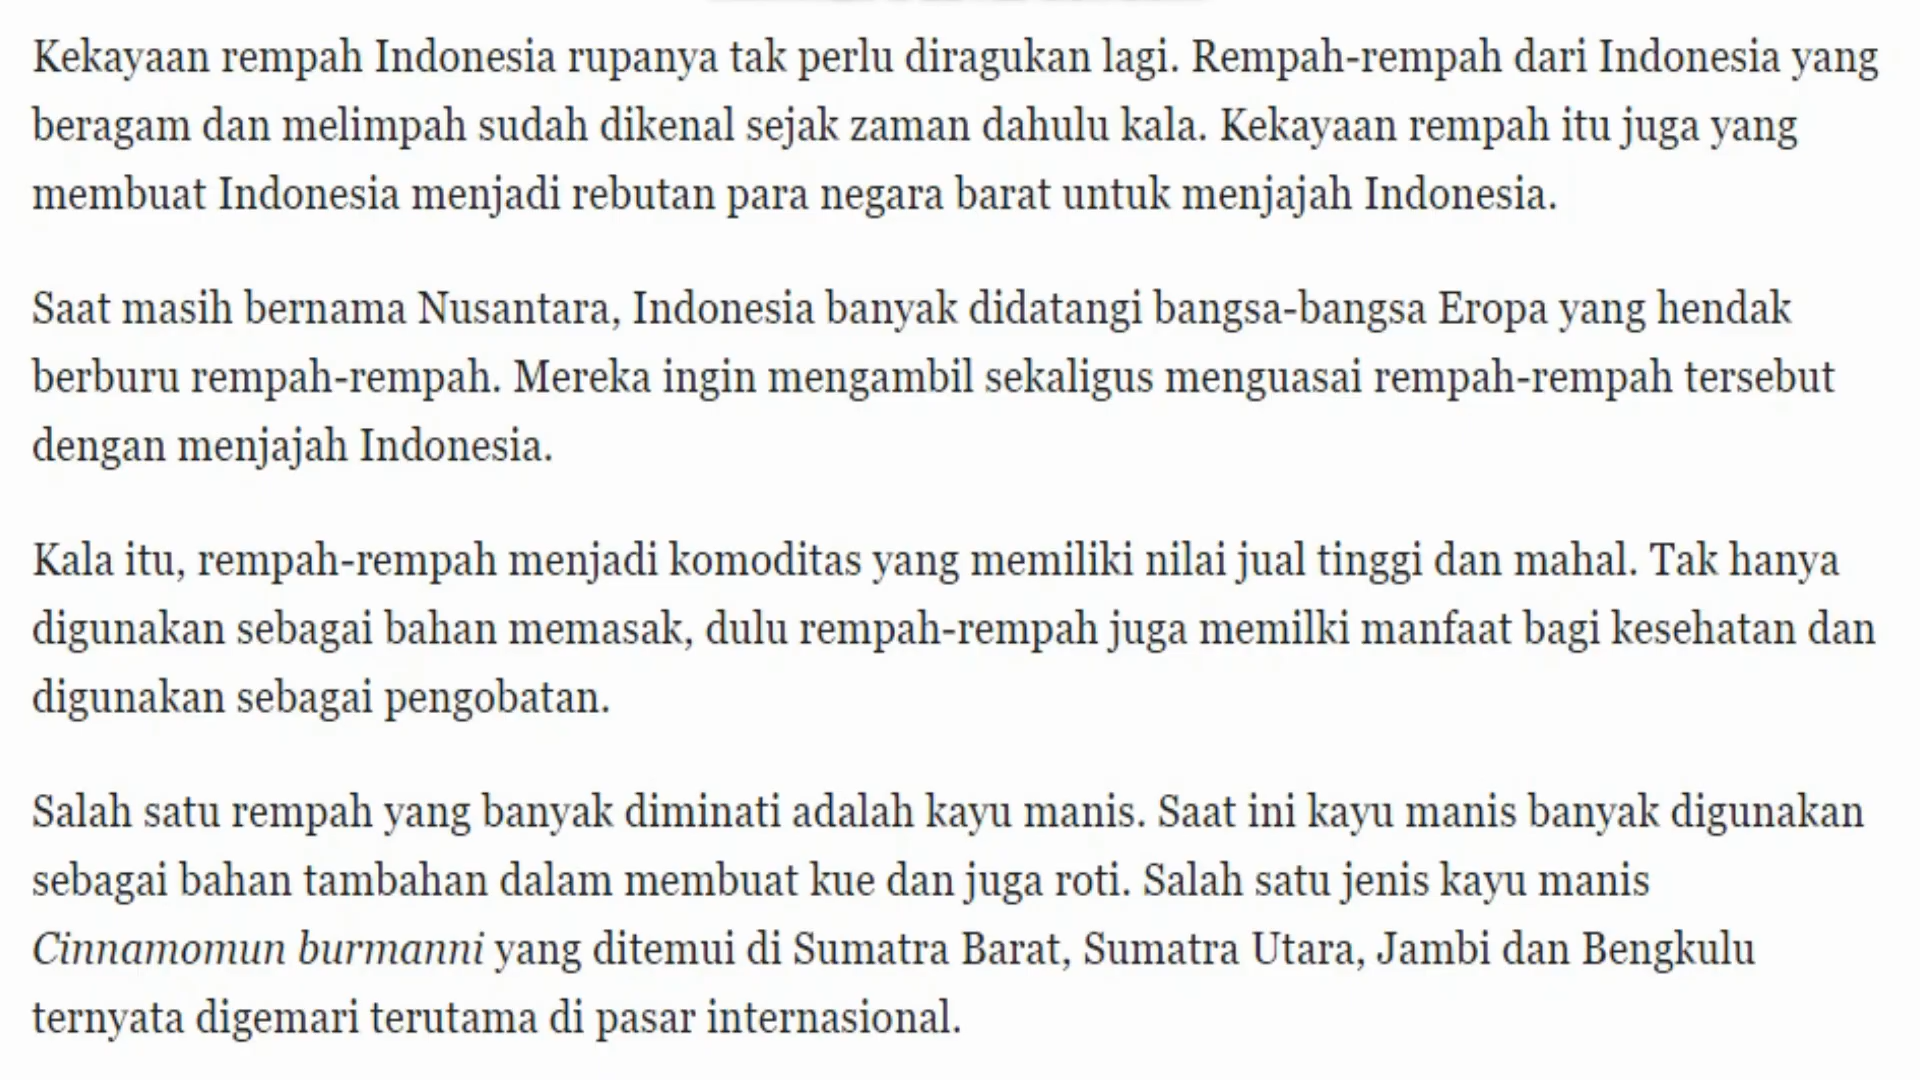 Kekayaan rempah Indonesia rupanya tak perlu diragukan lagi. Rempah-rempah dari Indonesia yang
beragam dan melimpah sudah dikenal sejak zaman dahulu kala. Kekayaan rempah itu juga yang
membuat Indonesia menjadi rebutan para negara barat untuk menjajah Indonesia.
Saat masih bernama Nusantara, Indonesia banyak didatangi bangsa-bangsa Eropa yang hendak
berburu rempah-rempah. Mereka ingin mengambil sekaligus menguasai rempah-rempah tersebut
dengan menjajah Indonesia.
Kala itu, rempah-rempah menjadi komoditas yang memiliki nilai jual tinggi dan mahal. Tak hanya
digunakan sebagai bahan memasak, dulu rempah-rempah juga memilki manfaat bagi kesehatan dan
digunakan sebagai pengobatan.
Salah satu rempah yang banyak diminati adalah kayu manis. Saat ini kayu manis banyak digunakan
sebagai bahan tambahan dalam membuat kue dan juga roti. Salah satu jenis kayu manis
Cinnamomun burmanni yang ditemui di Sumatra Barat, Sumatra Utara, Jambi dan Bengkulu
ternyata digemari terutama di pasar internasional.